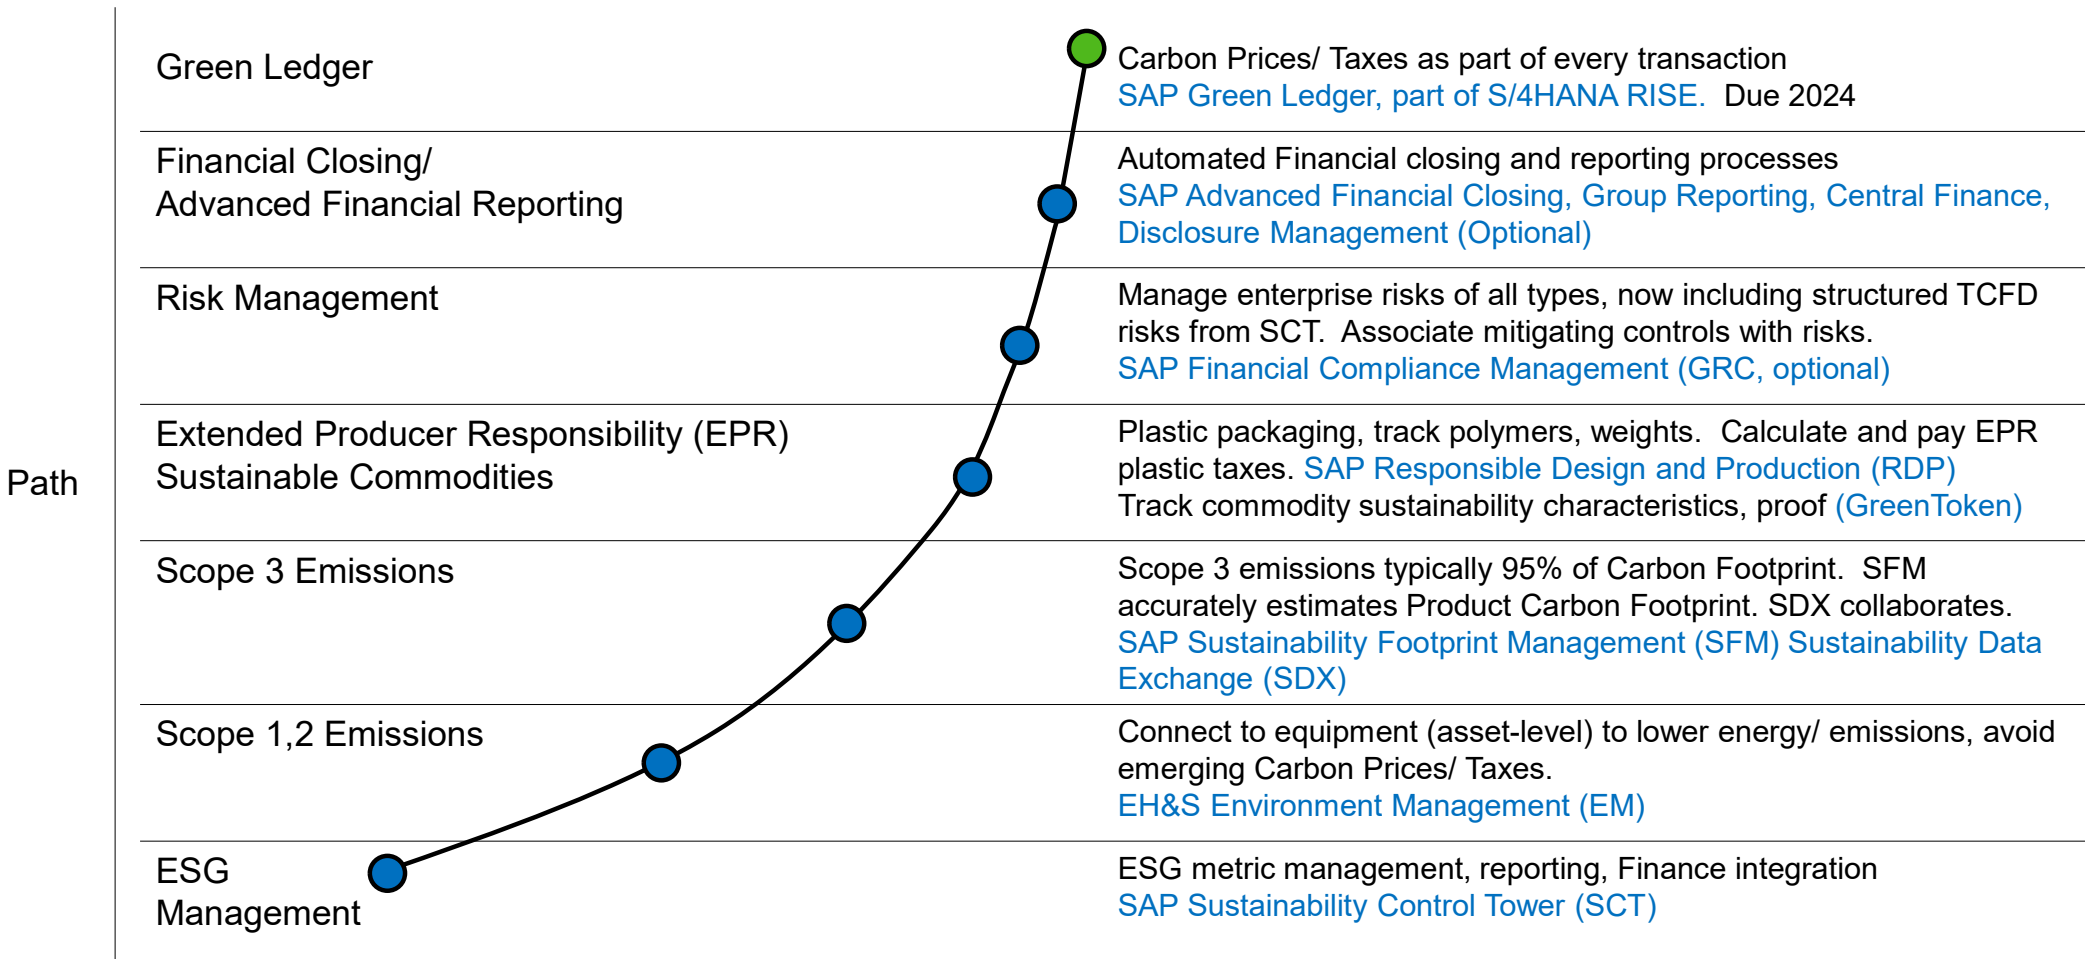 Path
Green Ledger
Carbon Prices/ Taxes as part of every transaction
SAP Green Ledger, part of S/4HANA RISE.  Due 2024
Financial Closing/
Advanced Financial Reporting
Automated Financial closing and reporting processes
SAP Advanced Financial Closing, Group Reporting, Central Finance,
Disclosure Management (Optional)
Risk Management
Manage enterprise risks of all types, now including structured TCFD
risks from SCT.  Associate mitigating controls with risks.
SAP Financial Compliance Management (GRC, optional)
Extended Producer Responsibility (EPR)
Sustainable Commodities
Plastic packaging, track polymers, weights.  Calculate and pay EPR
plastic taxes. SAP Responsible Design and Production (RDP)
Track commodity sustainability characteristics, proof (GreenToken)
Scope 3 Emissions
Scope 3 emissions typically 95% of Carbon Footprint.  SFM
accurately estimates Product Carbon Footprint. SDX collaborates.
SAP Sustainability Footprint Management (SFM) Sustainability Data
Exchange (SDX)
Scope 1,2 Emissions
Connect to equipment (asset-level) to lower energy/ emissions, avoid
emerging Carbon Prices/ Taxes.
EH&S Environment Management (EM)
ESG
Management
ESG metric management, reporting, Finance integration
SAP Sustainability Control Tower (SCT)